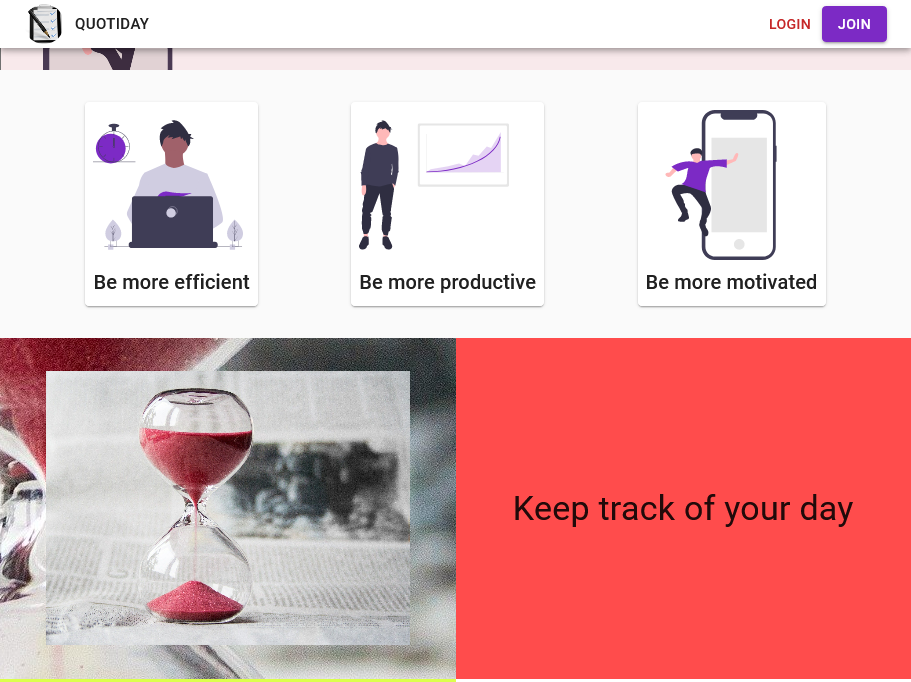 QUOTIDAY
LOGIN
JOIN
Be more efficient
Be more productive
Be more motivated
Keep track of your day